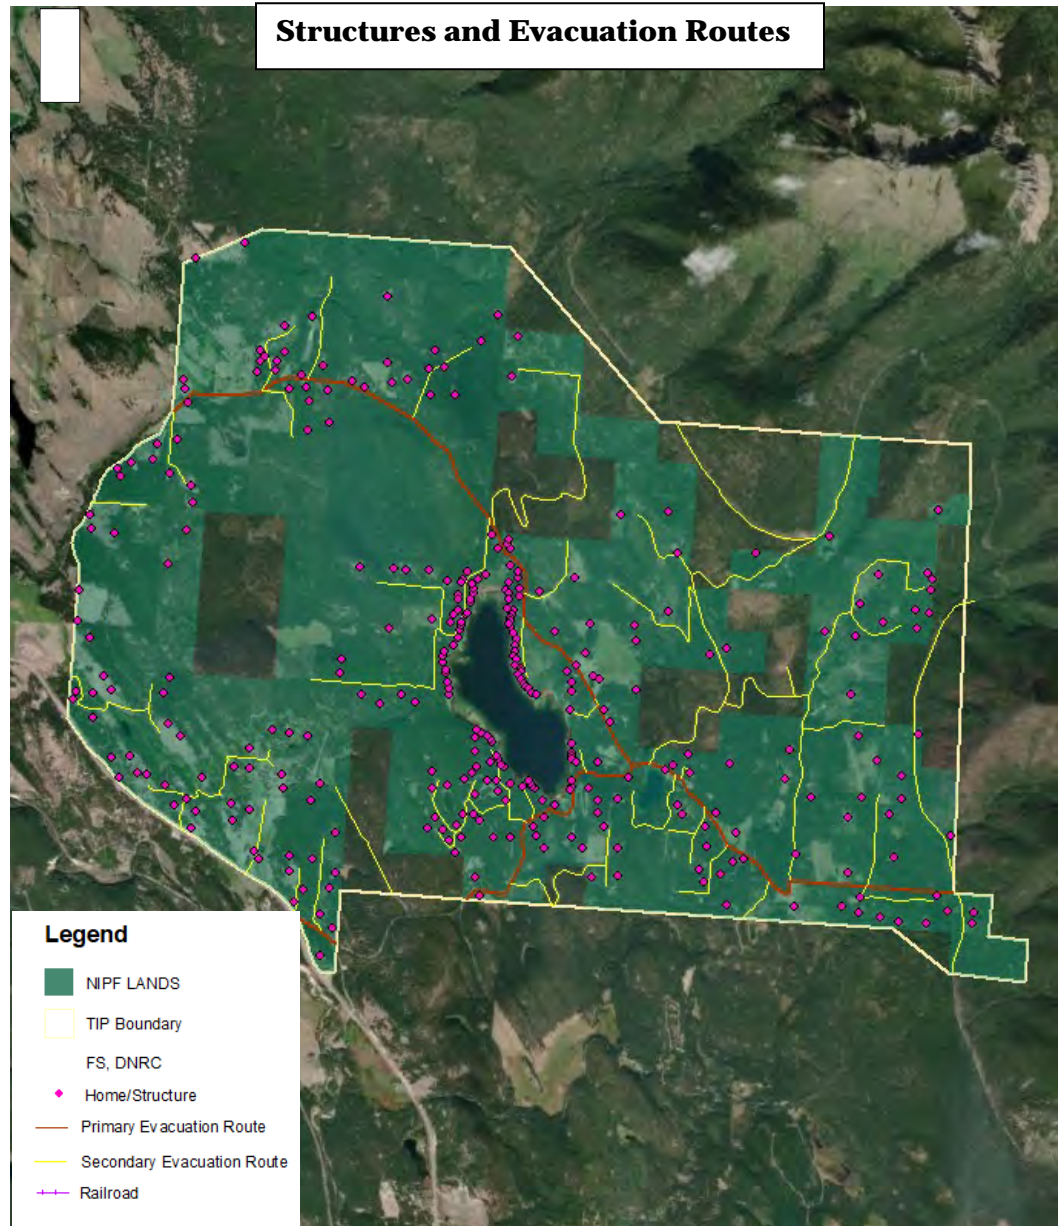 Structures and Evacuation Routes
Legend
NIPF LANDS
TIP Boundary
FS, DNRC
Home/Structure
Primary Evacuation Route
Secondary Evacuation Route
Railroad